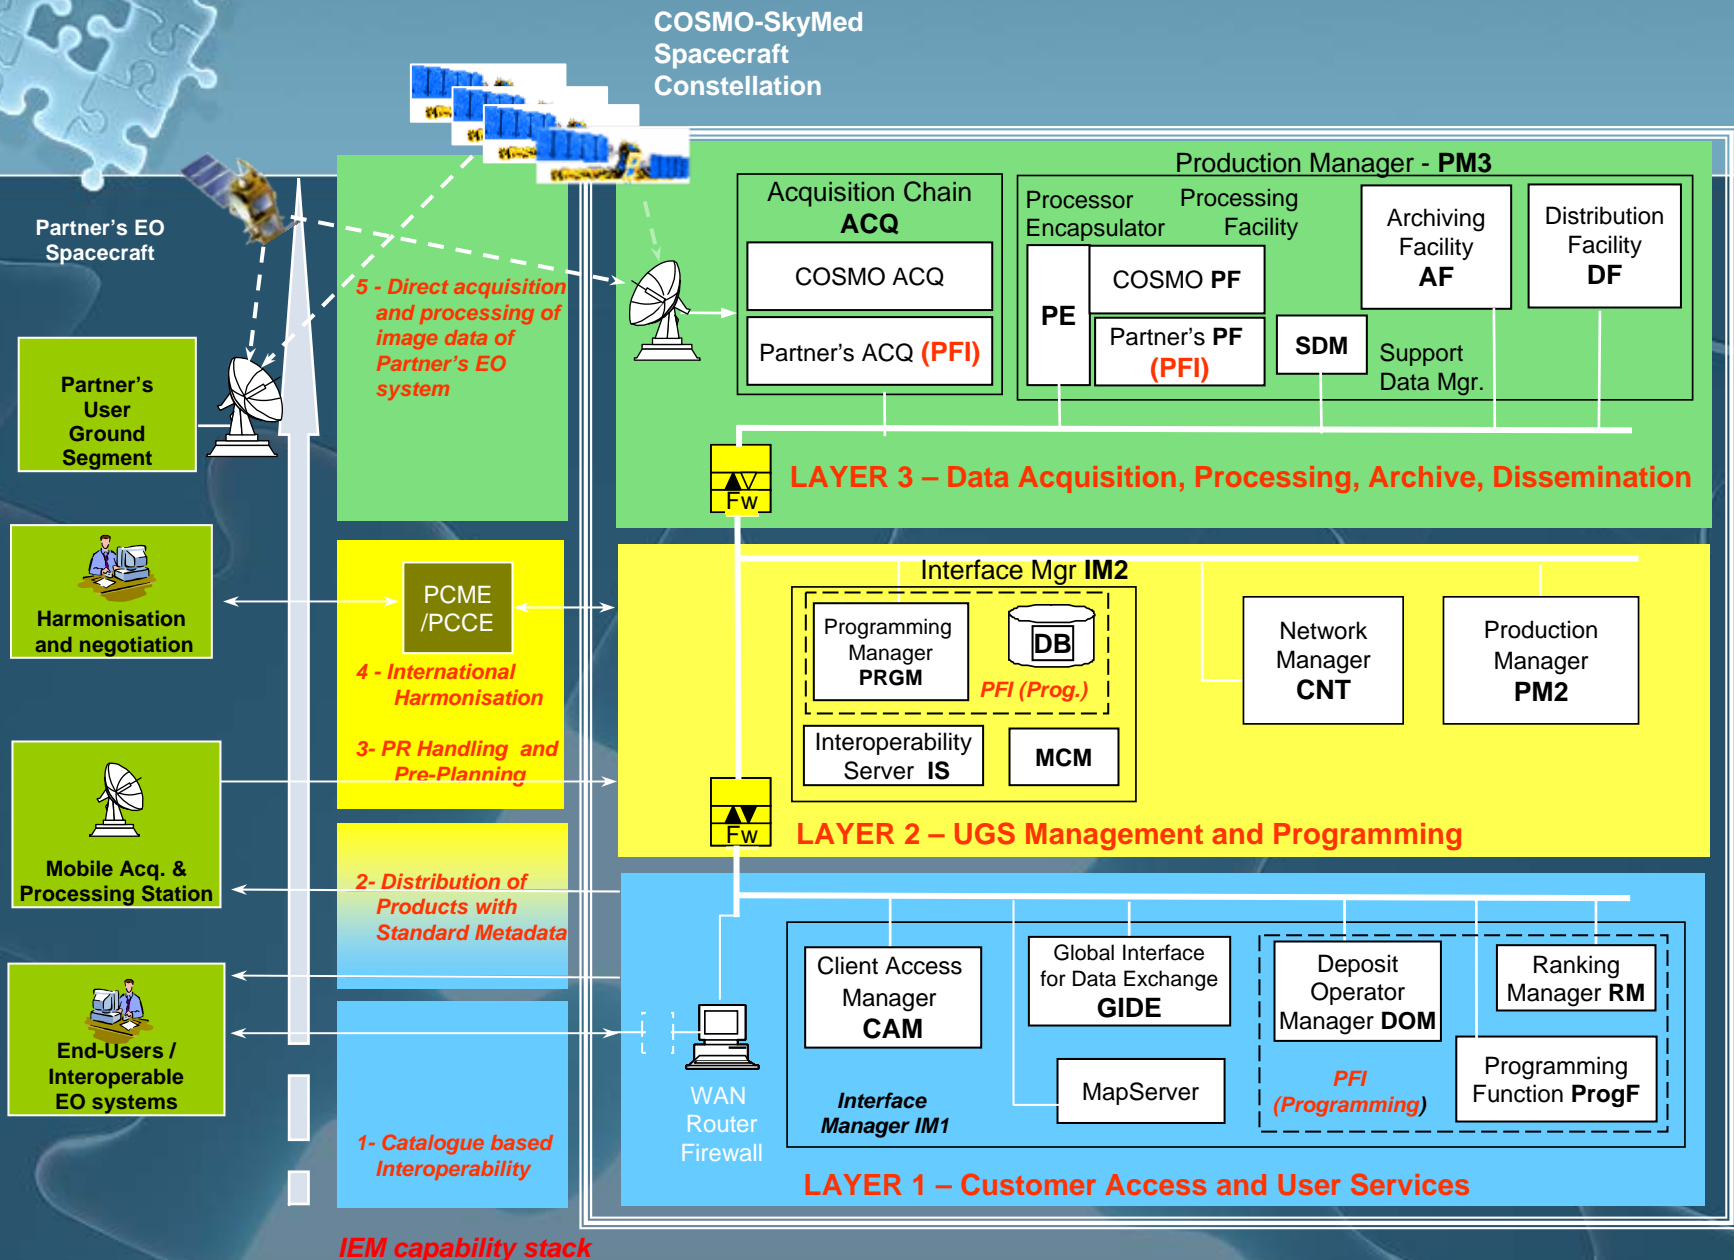 COSMO-SkyMed
Spacecraft
Constellation
Partner's EO
Spacecraft
Partner's
User
Ground
Segment
Harmonisation
and negotiation
Mobile Acq. &
Processing Station
End-Users /
Interoperable
EO systems
5 - Direct acquisition
and processing of
image data of
Partner's EO
system
PCME
/PCCE
4 - International
Harmonisation
3- PR Handling and
Pre-Planning
2- Distribution of
Products with
Standard Metadata
1- Catalogue based
Interoperability
IEM capability stack
Production Manager - PM3
Acquisition Chain
ACQ
COSMO ACQ
Partner's ACQ (PFI)
Processor
Encapsulator
Processing
Facility
PE
COSMO PF
Partner's PF
(PFI)
SDM
Support
Data Mgr.
Archiving
Facility
AF
Distribution
Facility
DF
Fw
LAYER 3 – Data Acquisition, Processing, Archive, Dissemination
Interface Mgr IM2
Programming
Manager
PRGM
DB
PFI (Prog.)
Interoperability
Server IS
MCM
Network
Manager
CNT
Production
Manager
PM2
Fw
LAYER 2 – UGS Management and Programming
WAN
Router
Firewall
Client Access
Manager
CAM
Interface
Manager IM1
Global Interface
for Data Exchange
GIDE
MapServer
Deposit
Operator
Manager DOM
Ranking
Manager RM
PFI
(Programming)
Programming
Function ProgF
LAYER 1 – Customer Access and User Services